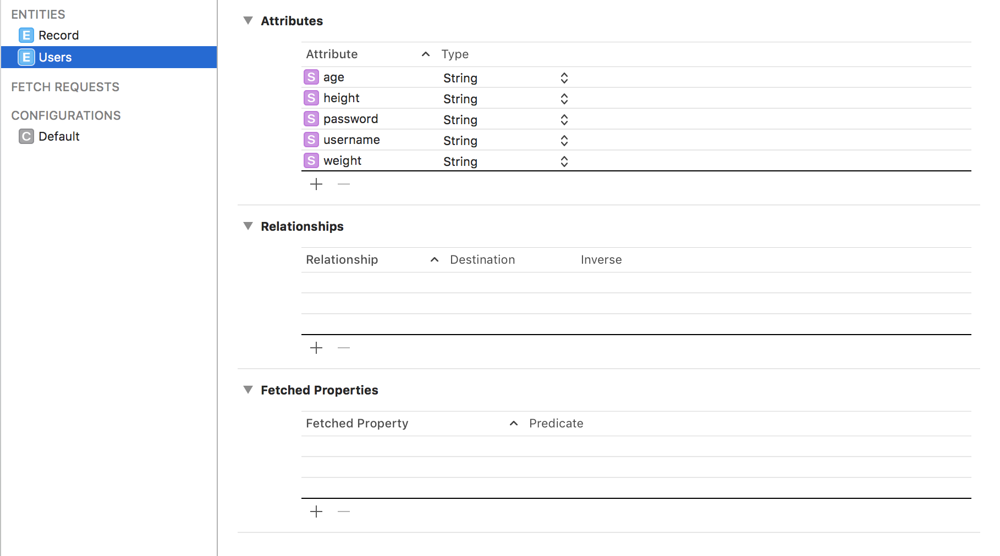 ENTITIES
E Record
E Users
FETCH REQUESTS
CONFIGURATIONS
C Default
Attributes
Attribute Type
S age String
S height String
S password String
S username String
S weight String
Relationships
Relationship Destination Inverse
Fetched Properties
Fetched Property Predicate